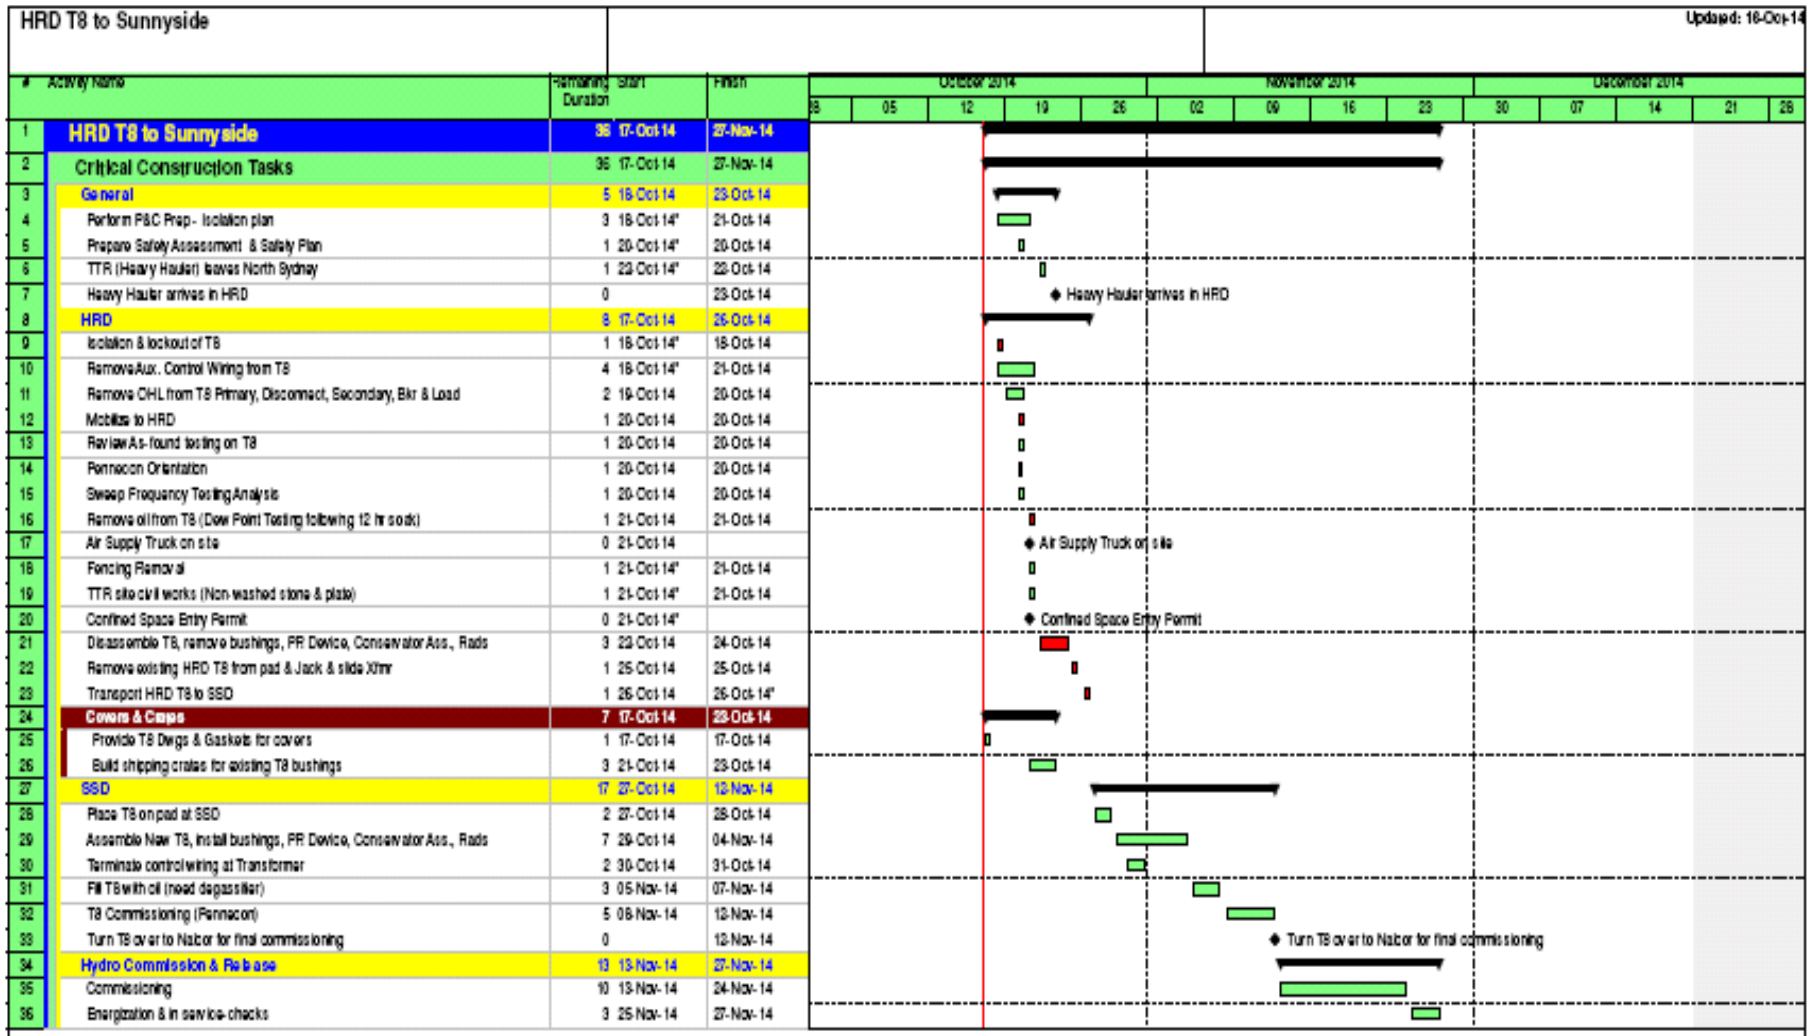 HRD T8 to Sunnyside
Updated: 16-Oct-14
# Activity Name Remaining Duration Start Finish October 2014 November 2014 December 2014
05 12 19 26 02 09 16 23 30 07 14 21 28
1 HRD T8 to Sunnyside 36 17-Oct-14 27-Nov-14
2 Critical Construction Tasks 36 17-Oct-14 27-Nov-14
3 General 5 18-Oct-14 23-Oct-14
4 Perform P&C Prep - Isolation plan 3 18-Oct-14* 21-Oct-14
5 Prepare Safety Assessment & Safety Plan 1 20-Oct-14* 20-Oct-14
6 TTR (Heavy Hauler) leaves North Sydney 1 22-Oct-14* 22-Oct-14
7 Heavy Hauler arrives in HRD 0 23-Oct-14 Heavy Hauler arrives in HRD
8 HRD 8 17-Oct-14 26-Oct-14
9 Isolation & lockout of T8 1 18-Oct-14* 18-Oct-14
10 Remove Aux. Control Wiring from T8 4 18-Oct-14* 21-Oct-14
11 Remove OHL from T8 Primary, Disconnect, Secondary, Bkr & Load 2 19-Oct-14 20-Oct-14
12 Mobilize to HRD 1 20-Oct-14 20-Oct-14
13 Review As-found testing on T8 1 20-Oct-14 20-Oct-14
14 Pennecon Orientation 1 20-Oct-14 20-Oct-14
15 Sweep Frequency Testing Analysis 1 20-Oct-14 20-Oct-14
16 Remove oil from T8 (Dew Point Testing following 12 hr soak) 1 21-Oct-14 21-Oct-14
17 Air Supply Truck on site 0 21-Oct-14 Air Supply Truck on site
18 Fencing Removal 1 21-Oct-14* 21-Oct-14
19 TTR site civil works (Non-washed stone & plate) 1 21-Oct-14* 21-Oct-14
20 Confined Space Entry Permit 0 21-Oct-14* Confined Space Entry Permit
21 Disassemble T8, remove bushings, PR Device, Conservator Ass., Rads 3 22-Oct-14 24-Oct-14
22 Remove existing HRD T8 from pad & Jack & slide Xfmr 1 25-Oct-14 25-Oct-14
23 Transport HRD T8 to SSD 1 26-Oct-14 26-Oct-14*
24 Covers & Crates 7 17-Oct-14 23-Oct-14
25 Provide T8 Dwgs & Gaskets for covers 1 17-Oct-14 17-Oct-14
26 Build shipping crates for existing T8 bushings 3 21-Oct-14 23-Oct-14
27 SSD 17 27-Oct-14 12-Nov-14
28 Place T8 on pad at SSD 2 27-Oct-14 28-Oct-14
29 Assemble New T8, install bushings, PR Device, Conservator Ass., Rads 7 29-Oct-14 04-Nov-14
30 Terminate control wiring at Transformer 2 30-Oct-14 31-Oct-14
31 Fill T8 with oil (need degassifier) 3 05-Nov-14 07-Nov-14
32 T8 Commissioning (Pennecon) 5 08-Nov-14 12-Nov-14
33 Turn T8 over to Nalcor for final commissioning 0 12-Nov-14 Turn T8 over to Nalcor for final commissioning
34 Hydro Commission & Release 13 13-Nov-14 27-Nov-14
35 Commissioning 10 13-Nov-14 24-Nov-14
36 Energization & in service-checks 3 25-Nov-14 27-Nov-14